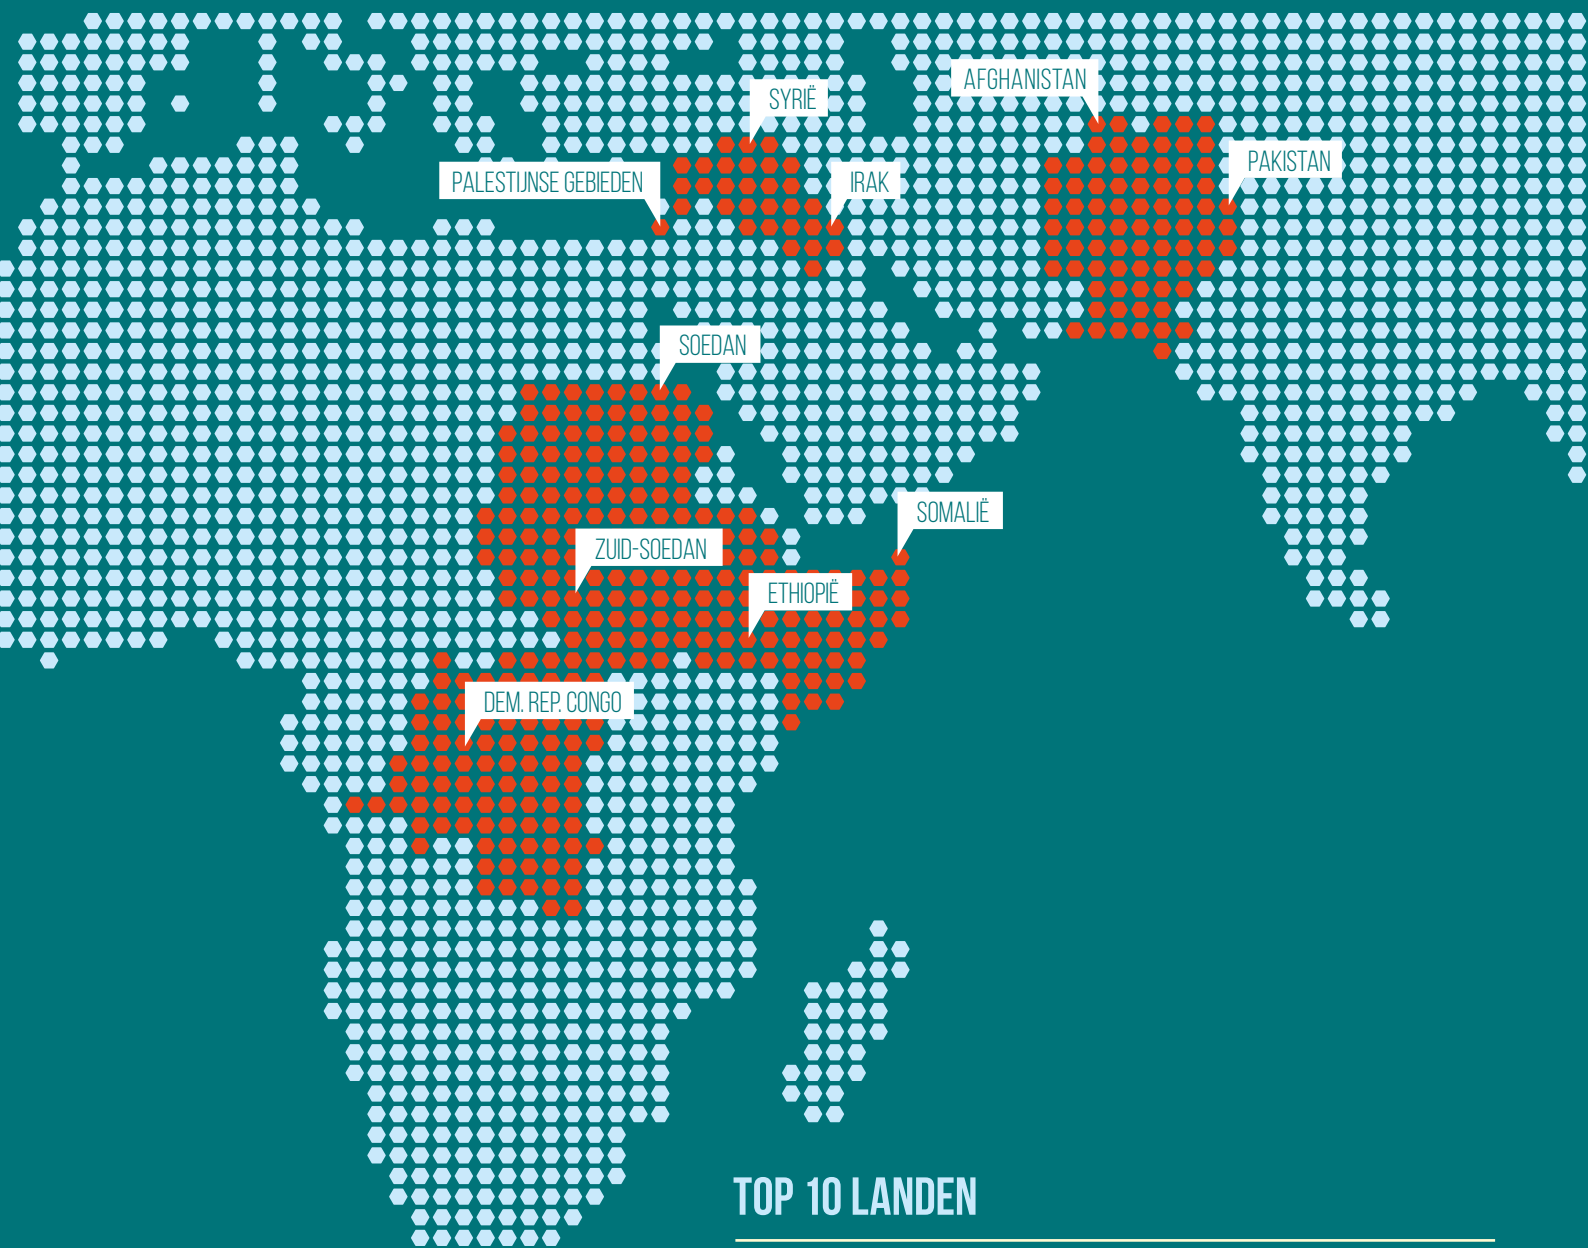 AFGHANISTAN
SYRIË
PAKISTAN
PALESTIJNSE GEBIEDEN
IRAK
SOEDAN
SOMALIË
ZUID-SOEDAN
ETHIOPIË
DEM. REP. CONGO
TOP 10 LANDEN